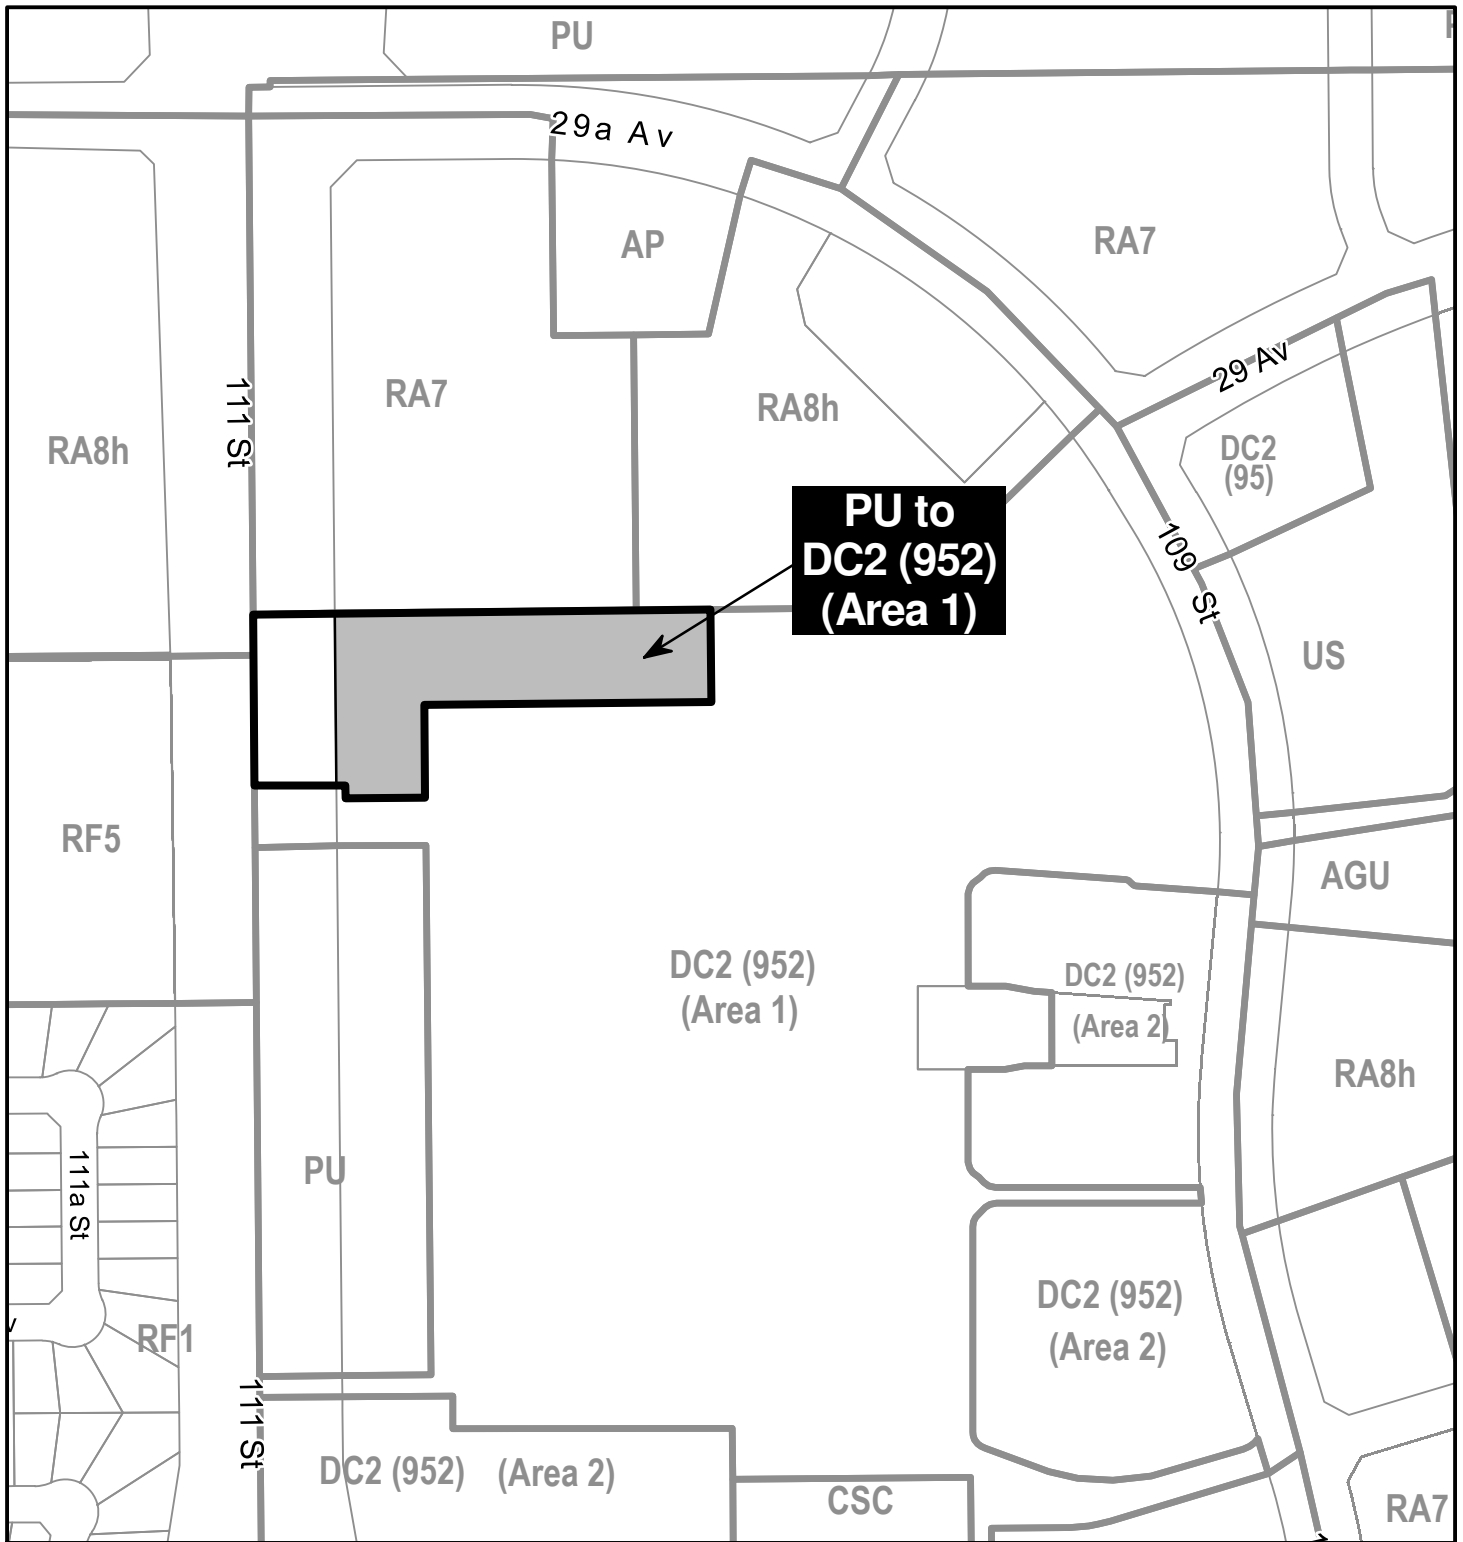 PU
29a Av
AP
RA7
29 Av
RA7
RA8h
111 St
RA8h
DC2
(95)
PU to
DC2 (952)
(Area 1)
109 St
US
RF5
AGU
DC2 (952)
(Area 1)
DC2 (952)
(Area 2)
RA8h
111a St
PU
DC2 (952)
(Area 2)
RF1
111 St
DC2 (952) (Area 2)
CSC
RA7